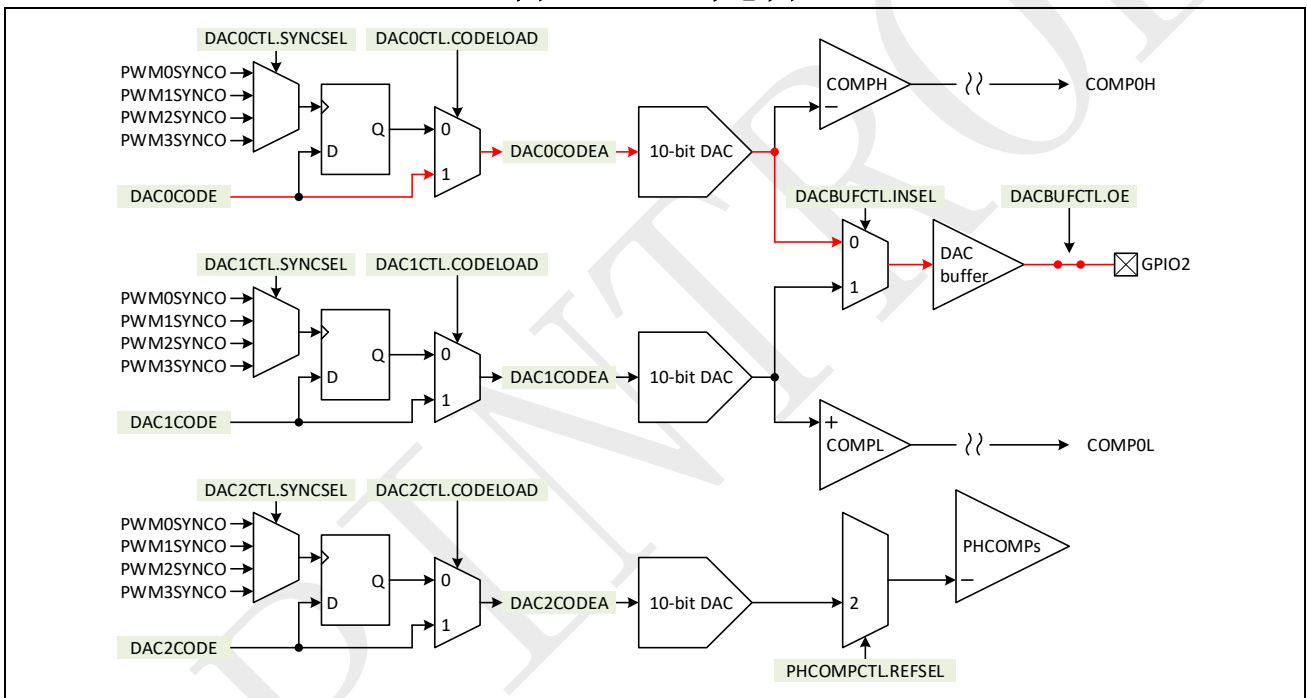 DAC0CTL.SYNCSEL DAC0CTL.CODELOAD
PWM0SYNCO
PWM1SYNCO
PWM2SYNCO
PWM3SYNCO
D
Q
0
1
DAC0CODE
DAC0CODEA
10-bit DAC
COMPH
−
COMP0H
DACBUFCTL.INSEL
DACBUFCTL.OE
0
1
DAC
buffer
GPIO2
DAC1CTL.SYNCSEL DAC1CTL.CODELOAD
PWM0SYNCO
PWM1SYNCO
PWM2SYNCO
PWM3SYNCO
D
Q
0
1
DAC1CODE
DAC1CODEA
10-bit DAC
+
COMPL
COMP0L
DAC2CTL.SYNCSEL DAC2CTL.CODELOAD
PWM0SYNCO
PWM1SYNCO
PWM2SYNCO
PWM3SYNCO
D
Q
0
1
DAC2CODE
DAC2CODEA
10-bit DAC
2
PHCOMPs
−
PHCOMPCTL.REFSEL